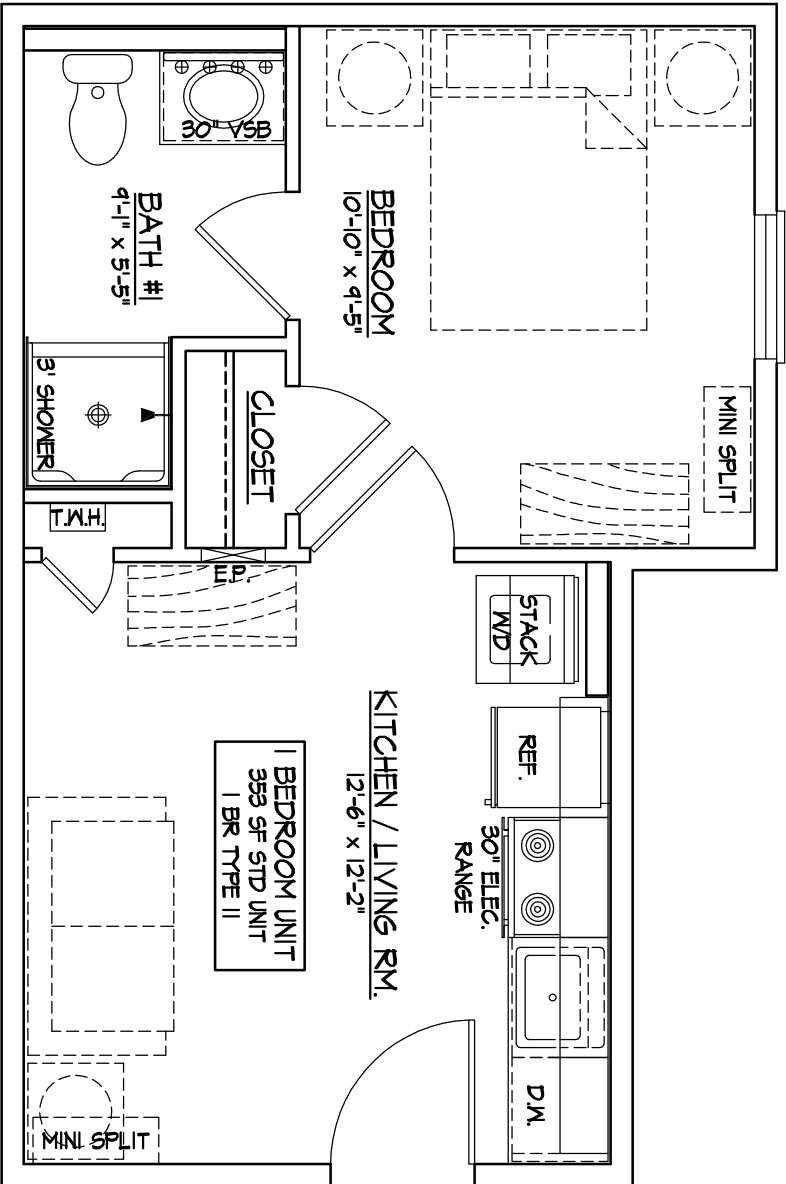 30" VSB
BATH #1
9'-1" x 5'-5"
BEDROOM
10'-10" x 9'-5"
3' SHOWER
CLOSET
MINI SPLIT
T.W.H.
E.P.
STACK
W/D
REF.
30" ELEC.
RANGE
KITCHEN / LIVING RM.
12'-6" x 12'-2"
1 BEDROOM UNIT
353 SF STD UNIT
1 BR TYPE 11
D.W.
MINI SPLIT